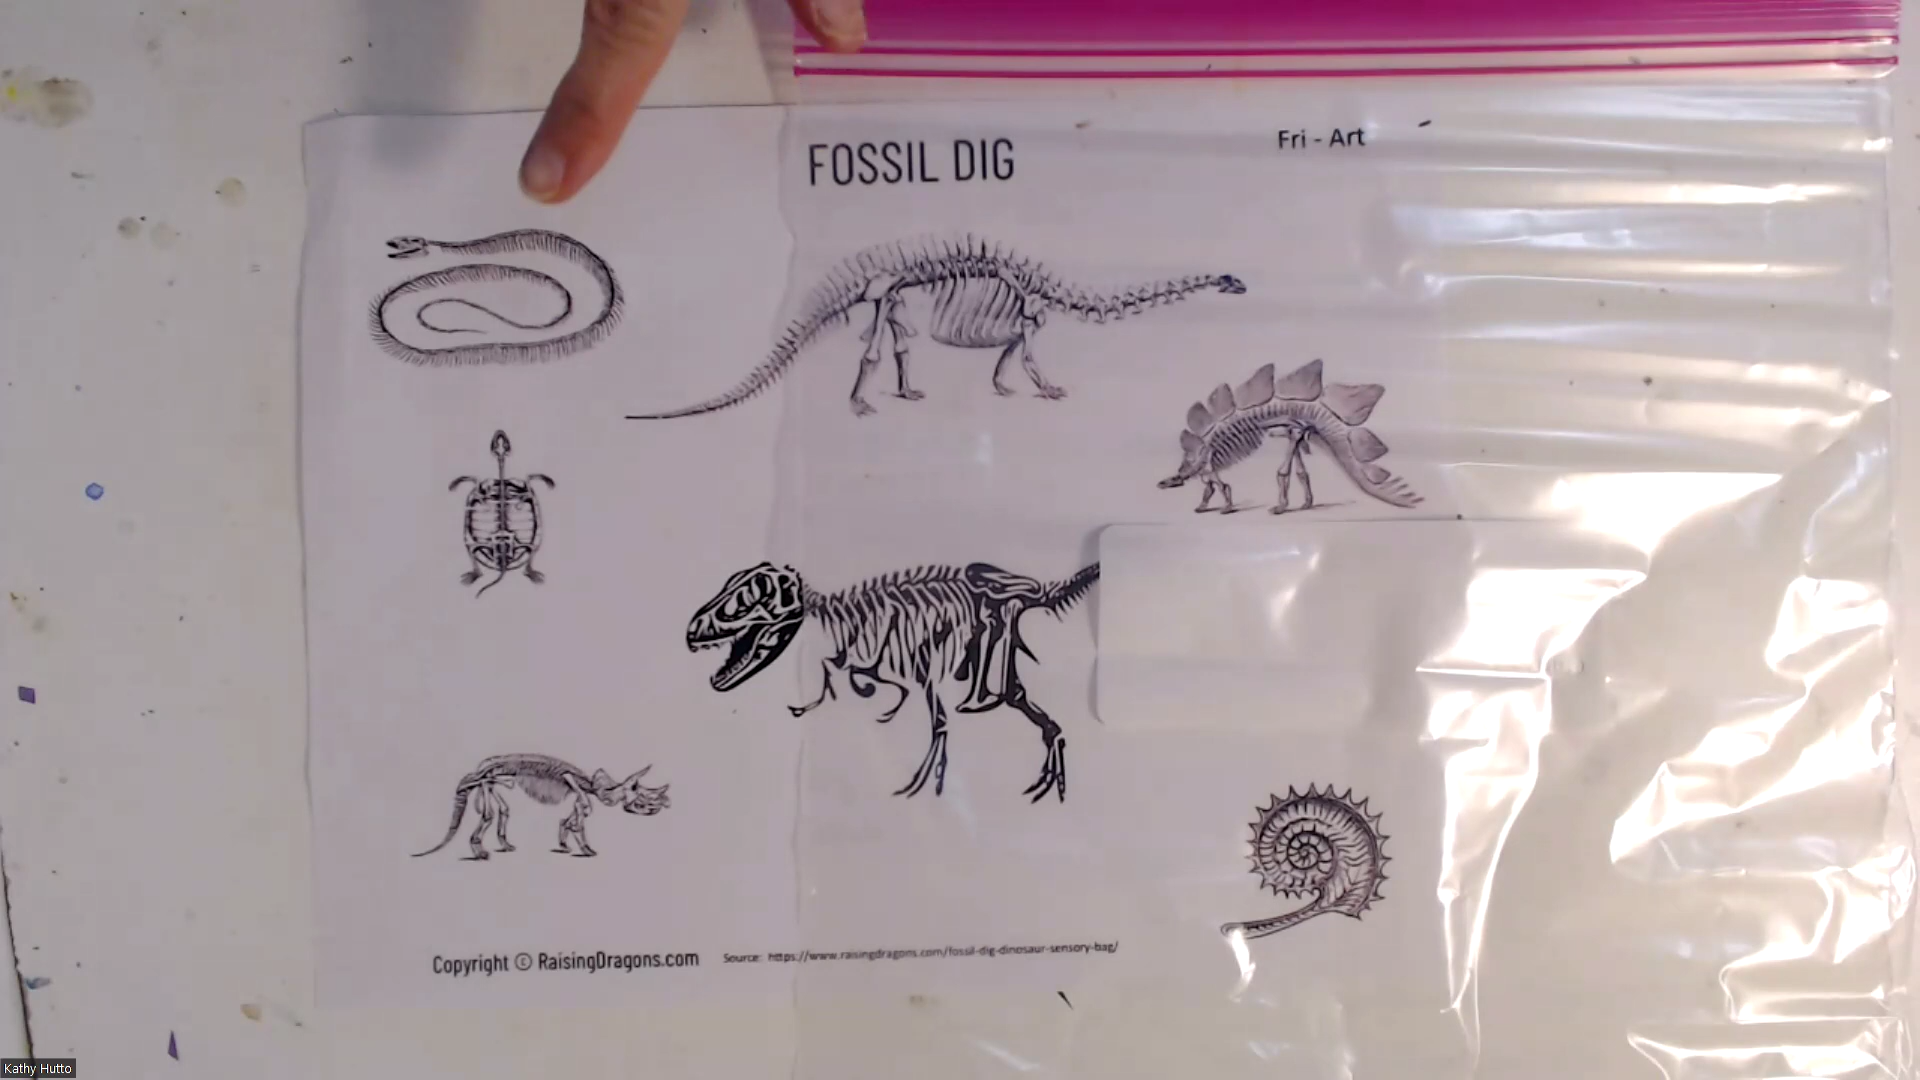 FOSSIL DIG
Fri - Art
Copyright © RaisingDragons.com
Source: https://www.raisingdragons.com/fossil-dig-dinosaur-sensory-bag/
Kathy Hutto